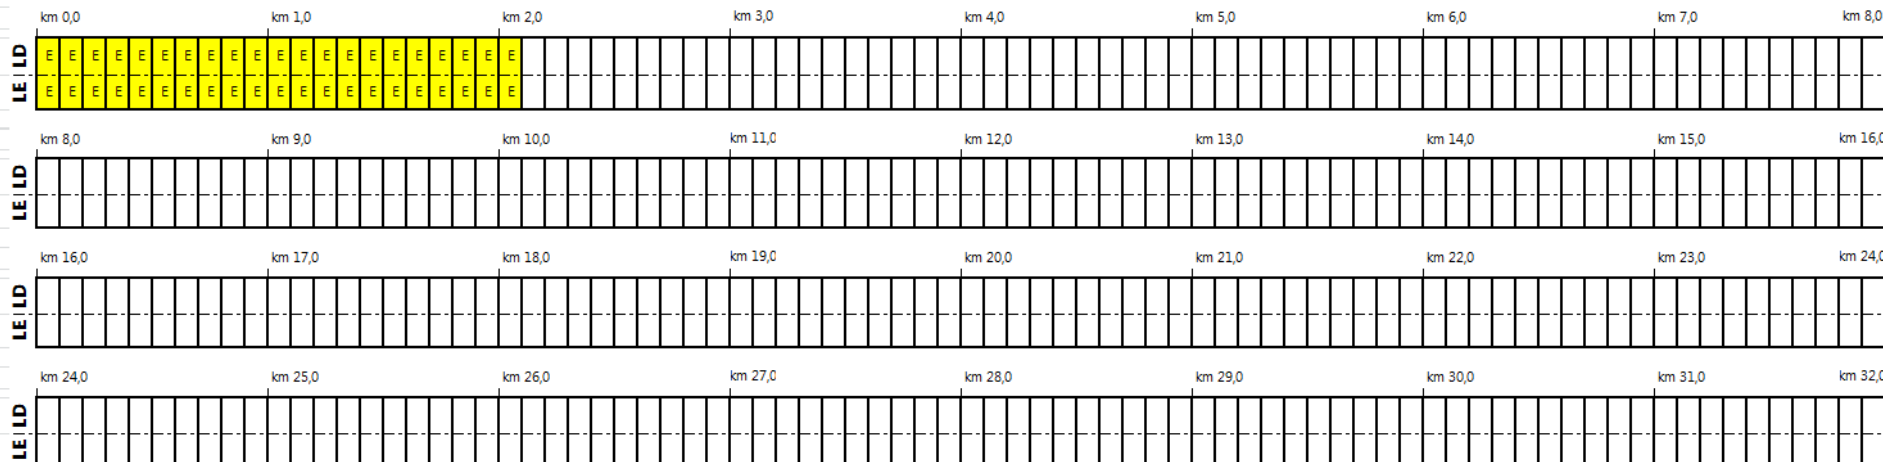 km 0,0 km 1,0 km 2,0 km 3,0 km 4,0 km 5,0 km 6,0 km 7,0 km 8,0
LD E E E E E E E E E E E E E E E E E E E E E
LE E E E E E E E E E E E E E E E E E E E E E
km 8,0 km 9,0 km 10,0 km 11,0 km 12,0 km 13,0 km 14,0 km 15,0 km 16,0
LD
LE
km 16,0 km 17,0 km 18,0 km 19,0 km 20,0 km 21,0 km 22,0 km 23,0 km 24,0
LD
LE
km 24,0 km 25,0 km 26,0 km 27,0 km 28,0 km 29,0 km 30,0 km 31,0 km 32,0
LD
LE